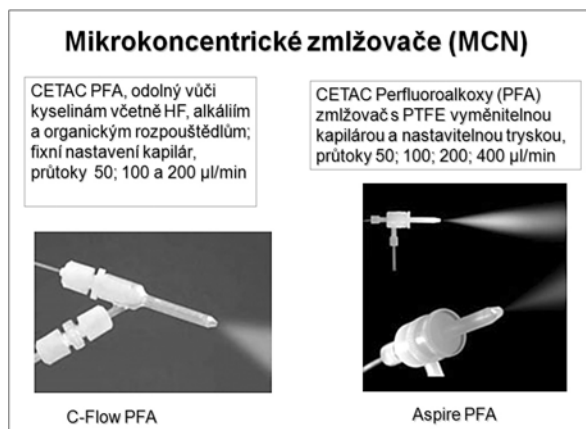 Mikrokoncentrické zmlžovače (MCN)
CETAC PFA, odolný vůči
kyselinám včetně HF, alkáliím
a organickým rozpouštědlům;
fixní nastavení kapilár,
průtoky 50; 100 a 200 µl/min
CETAC Perfluoroalkoxy (PFA)
zmlžovač s PTFE vyměnitelnou
kapilárou a nastavitelnou tryskou,
průtoky 50; 100; 200; 400 µl/min
C-Flow PFA
Aspire PFA